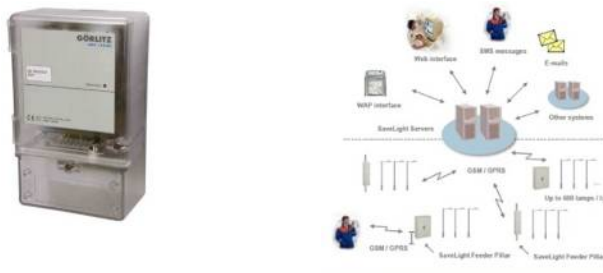 GÖRLITZ
SMS messages
Web interface
E-mails
WAP interface
Other systems
SaveLight Servers
GSM / GPRS
Up to 600 lamps /
GSM / GPRS
SaveLight Feeder Pillar
SaveLight Feeder Pilla